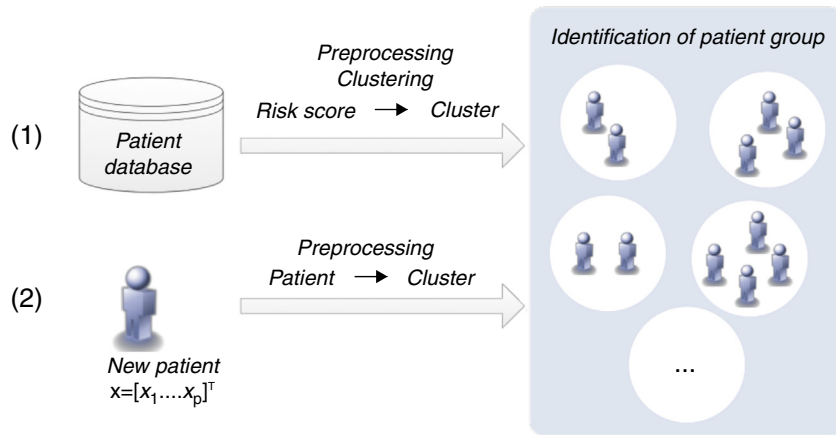 (1)
Patient
database
Preprocessing
Clustering
Risk score → Cluster
Identification of patient group
(2)
New patient
x=[x₁....xₚ]ᵀ
Preprocessing
Patient → Cluster
...